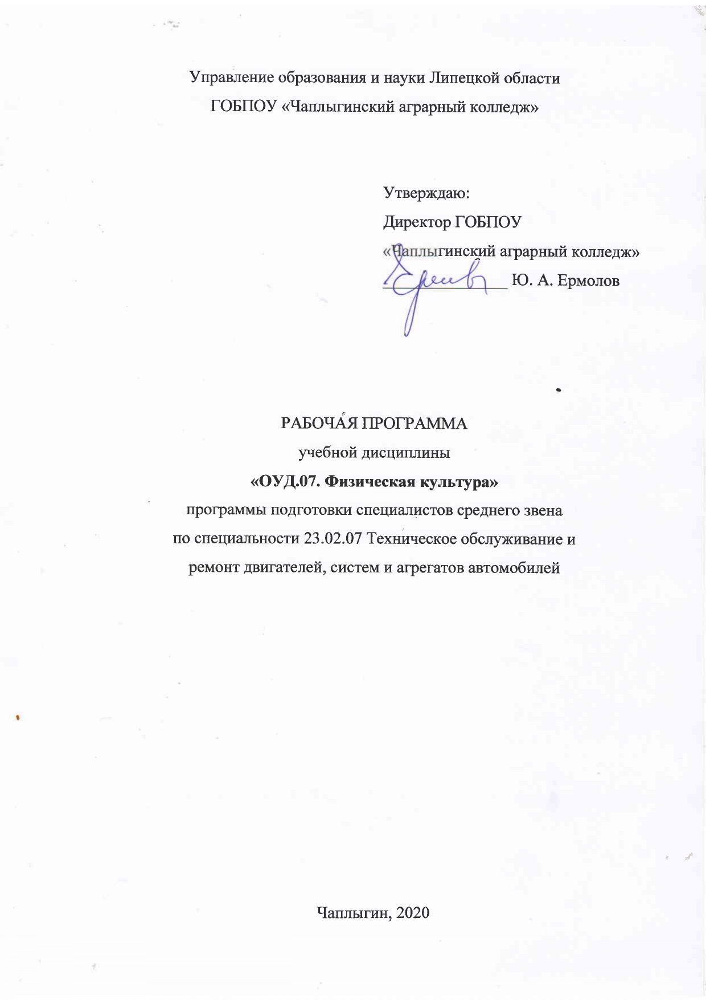 Управление образования и науки Липецкой области
ГОБПОУ «Чаплыгинский аграрный колледж»
Утверждаю:
Директор ГОБПОУ
«Чаплыгинский аграрный колледж»
Ю. А. Ермолов
РАБОЧАЯ ПРОГРАММА
учебной дисциплины
«ОУД.07. Физическая культура»
программы подготовки специалистов среднего звена
по специальности 23.02.07 Техническое обслуживание и
ремонт двигателей, систем и агрегатов автомобилей
Чаплыгин, 2020